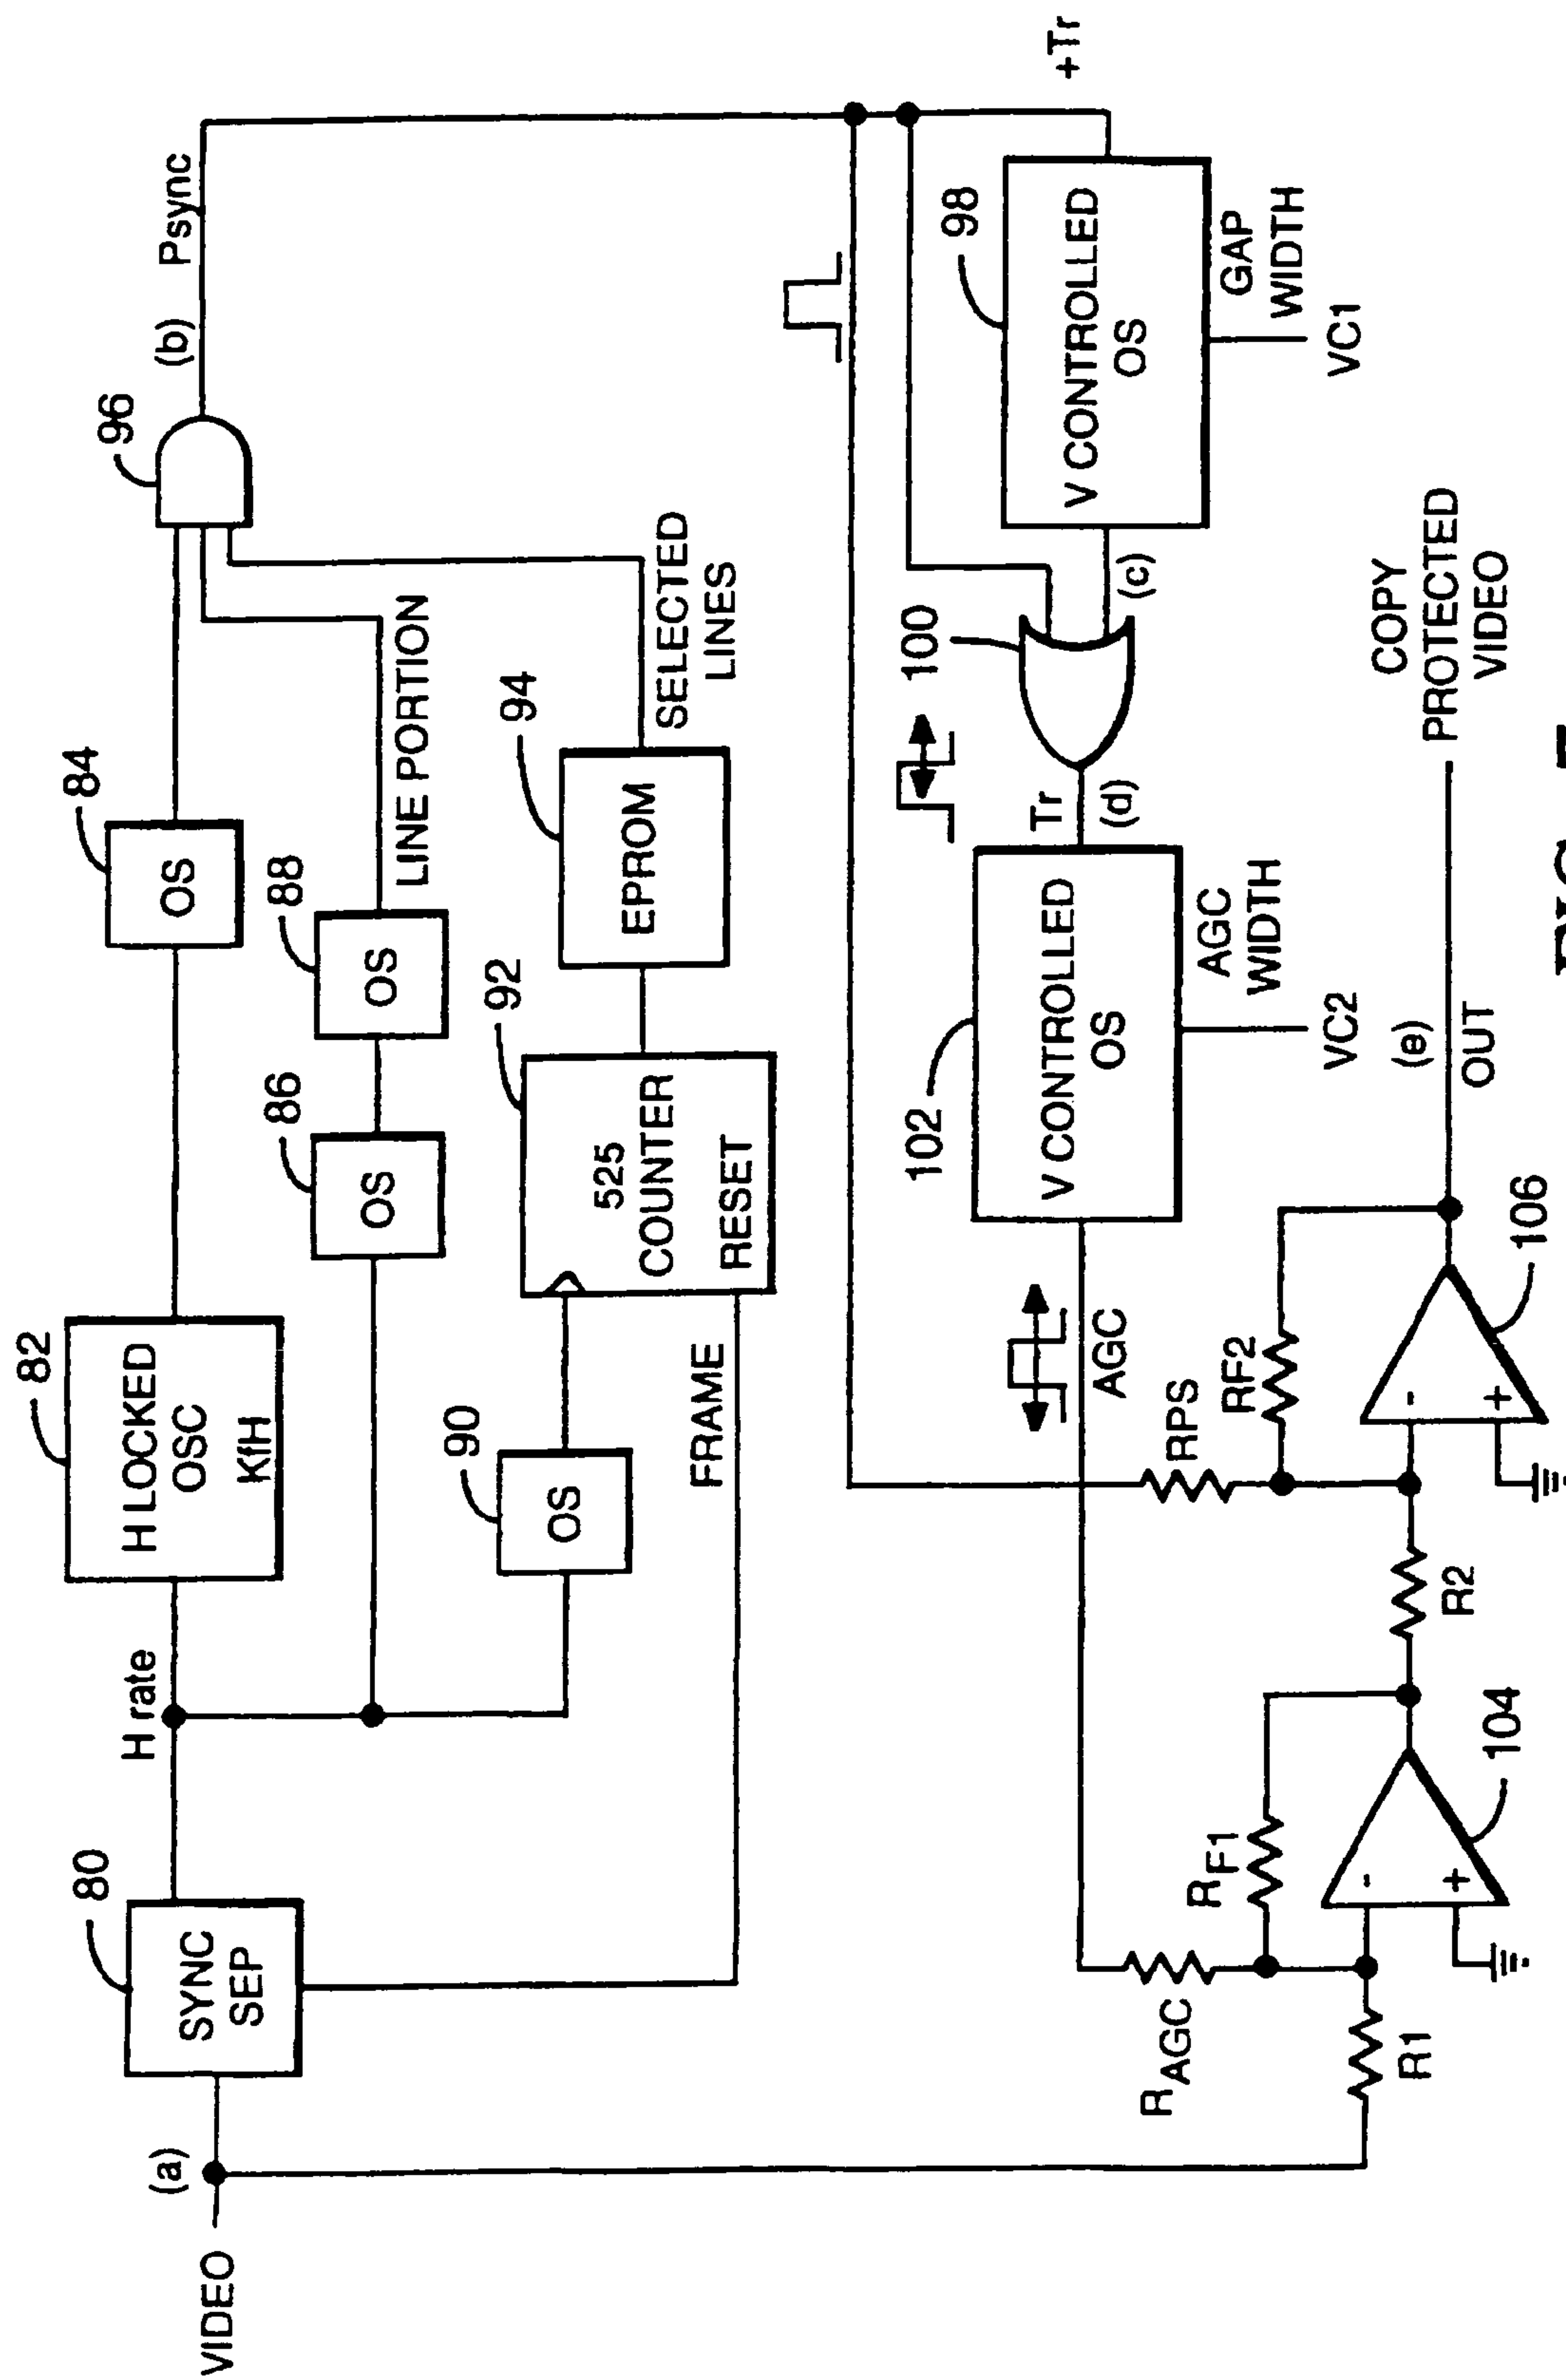 VIDEO
(a)
80
SYNC
SEP
H rate
82
H LOCKED
OSC
KfH
84
OS
86
OS
88
OS
LINE PORTION
90
OS
92
525
COUNTER
RESET
FRAME
94
EPROM
SELECTED
LINES
96
(b)
Psync
+Tr
98
V CONTROLLED
OS
GAP
WIDTH
VC1
(c)
100
Tr
(d)
102
V CONTROLLED
OS
AGC
WIDTH
VC2
AGC
RAGC
R1
RF1
-
+
104
R2
RPS
RF2
-
+
106
(e)
OUT
COPY
PROTECTED
VIDEO